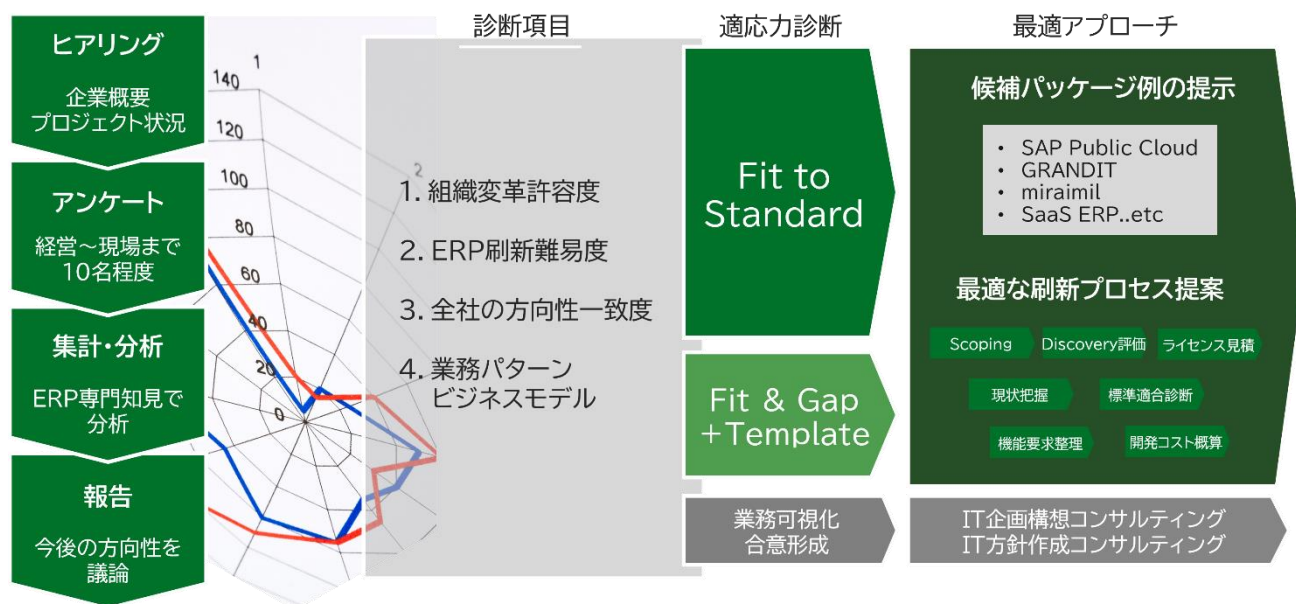 ヒアリング
企業概要
プロジェクト状況
アンケート
経営～現場まで
10名程度
集計・分析
ERP専門知見で
分析
報告
今後の方向性を
議論
1
2
140
120
100
80
60
40
20
0
診断項目
1. 組織変革許容度
2. ERP刷新難易度
3. 全社の方向性一致度
4. 業務パターン
ビジネスモデル
適応力診断
Fit to
Standard
Fit & Gap
+Template
業務可視化
合意形成
最適アプローチ
候補パッケージ例の提示
• SAP Public Cloud
• GRANDIT
• miraimil
• SaaS ERP..etc
最適な刷新プロセス提案
Scoping
Discovery評価
ライセンス見積
現状把握
標準適合診断
機能要求整理
開発コスト概算
IT企画構想コンサルティング
IT方針作成コンサルティング